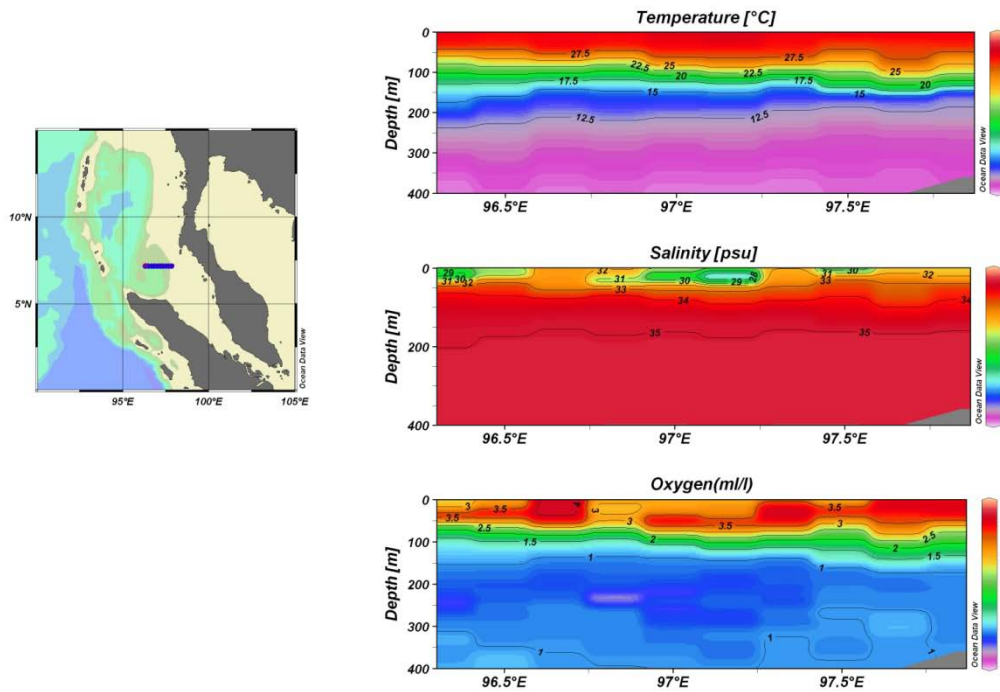 10°N
5°N
95°E 100°E 105°E
Ocean Data View
Temperature [°C]
Depth [m]
0
100
200
300
400
27.5 27.5
22.5 25 22.5 25
17.5 20 17.5 20
15 15
12.5 12.5
96.5°E 97°E 97.5°E
Ocean Data View
Salinity [psu]
Depth [m]
0
200
400
29 32 28 31 30 32
30 31 30 29 33
31 32 33
34 34
35 35
96.5°E 97°E 97.5°E
Ocean Data View
Oxygen(ml/l)
Depth [m]
0
100
200
300
400
3 4 3 3.5
3.5 3 3.5 3
2.5 2 2 2.5
1.5 1.5
1 1
1 1 1
96.5°E 97°E 97.5°E
Ocean Data View